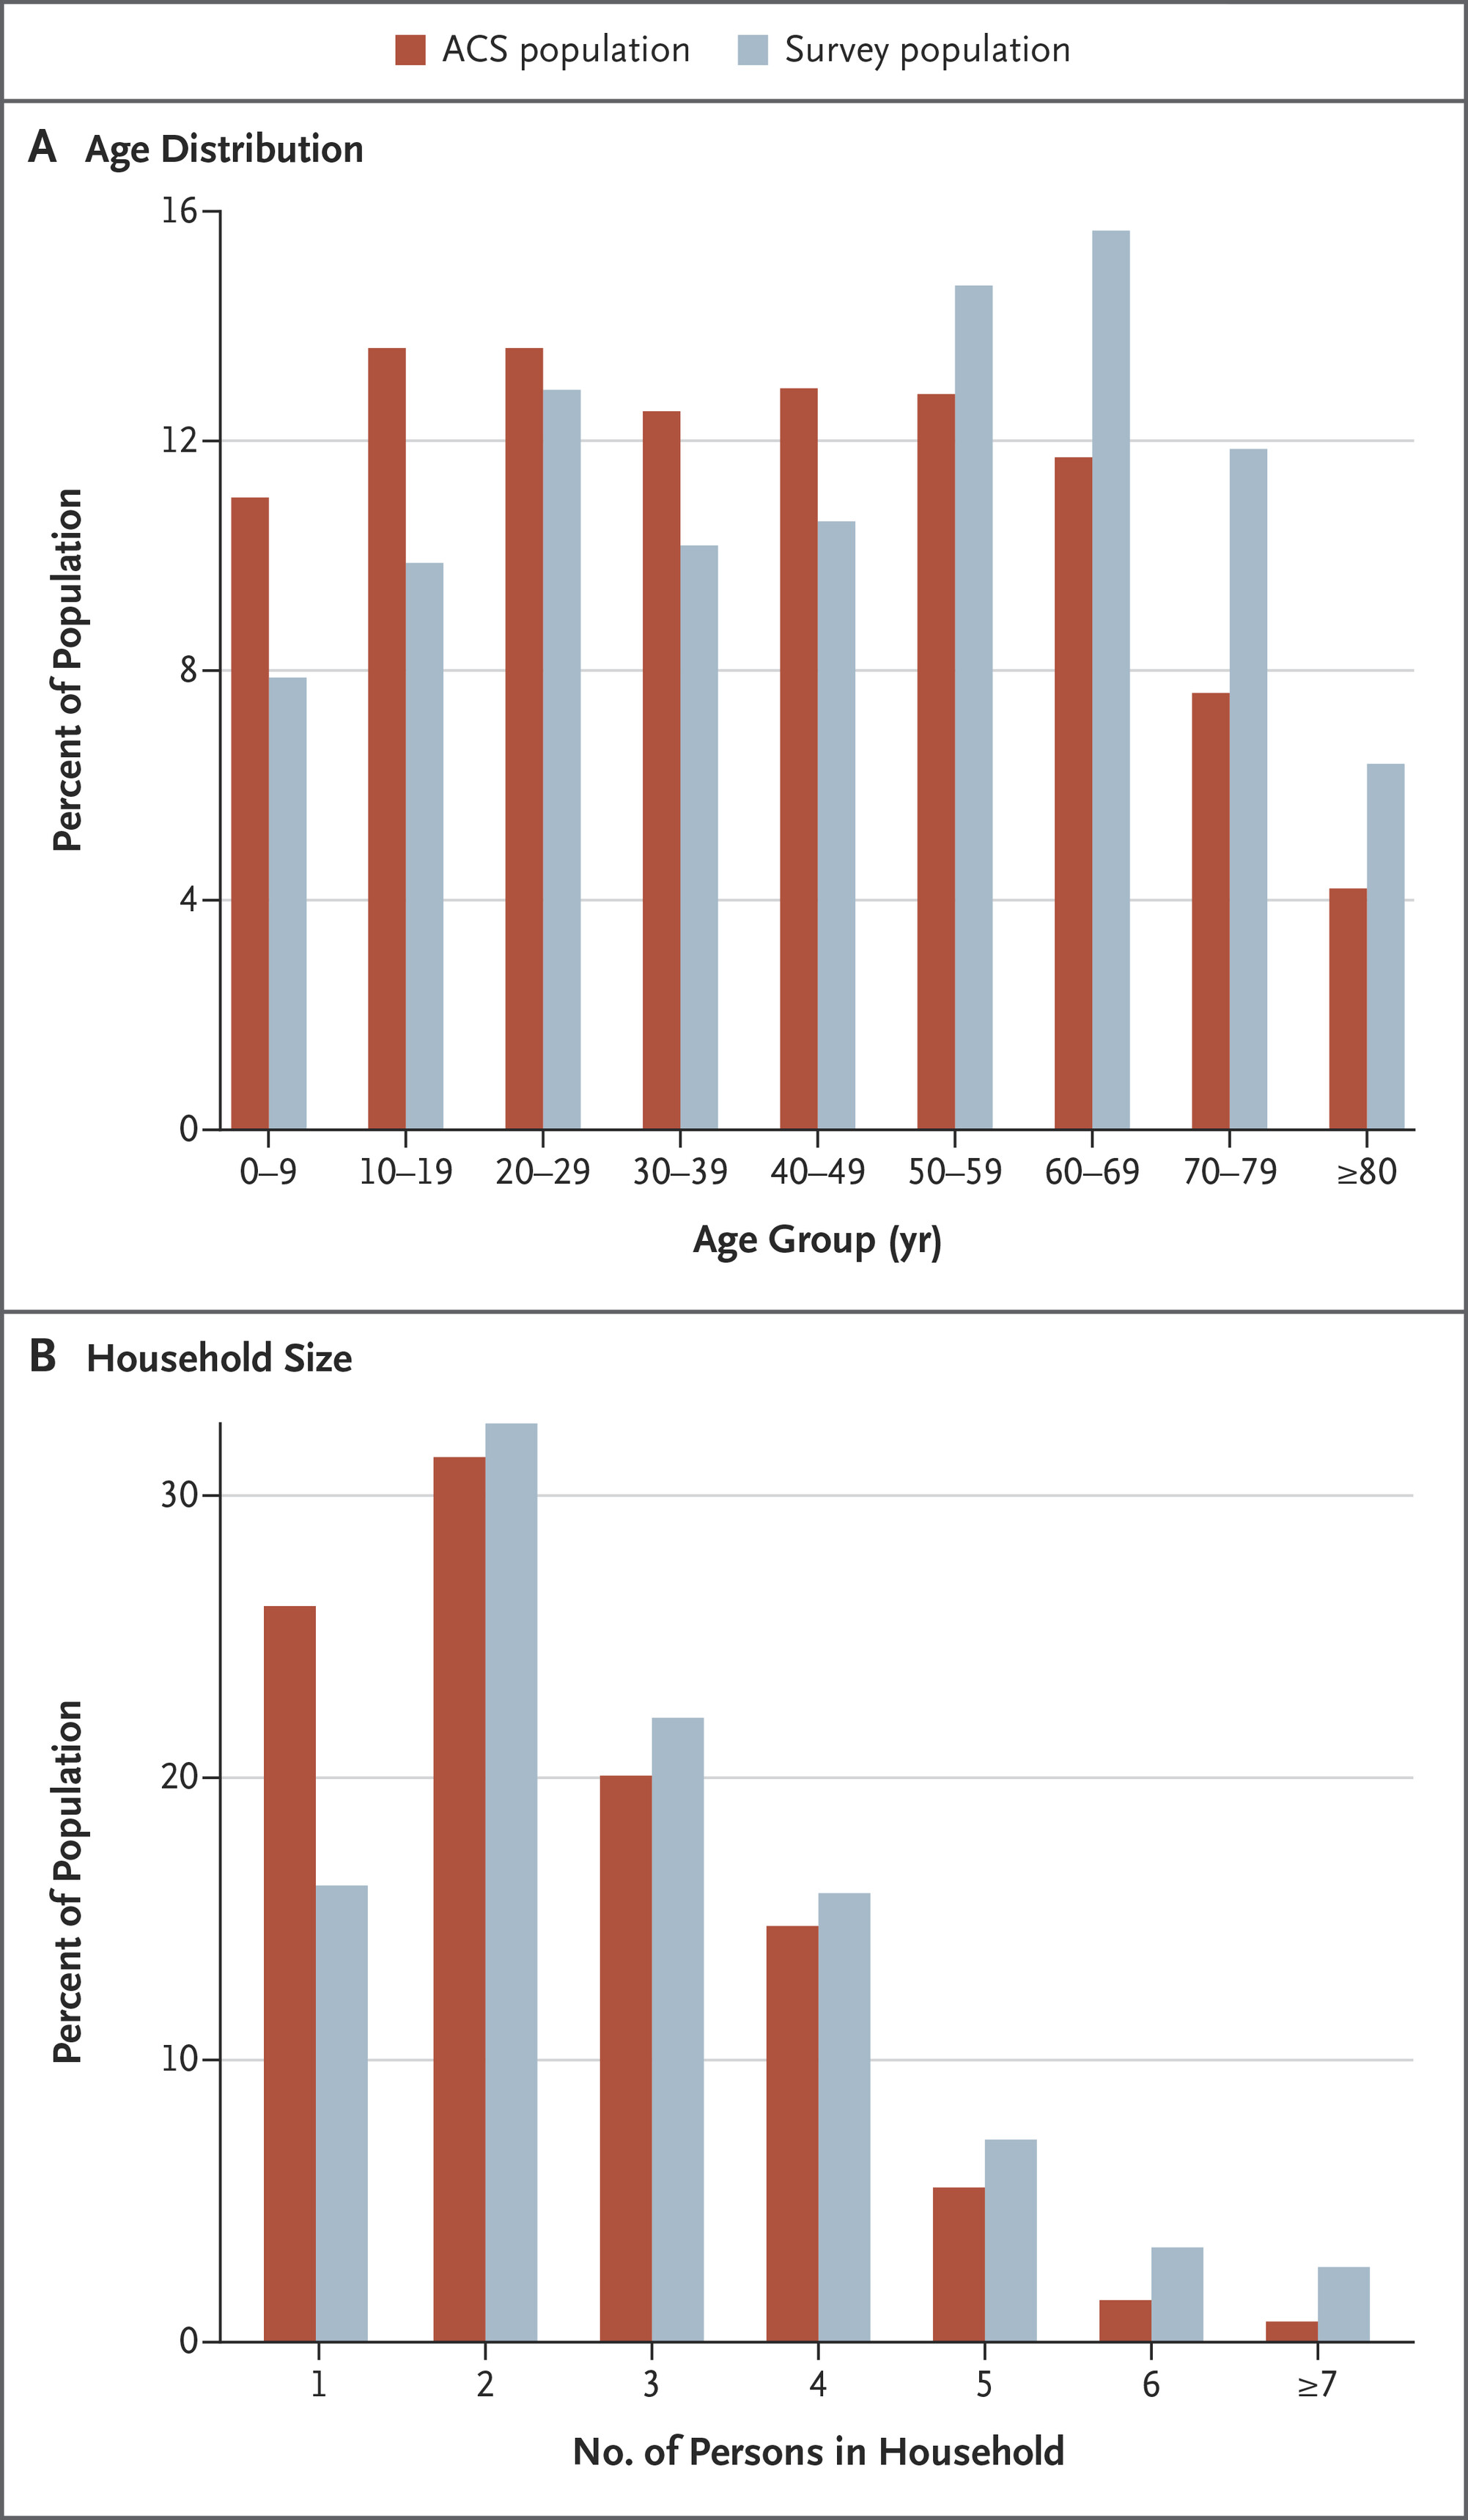 ACS population Survey population
A Age Distribution
16
12
8
4
0
Percent of Population
0–9 10–19 20–29 30–39 40–49 50–59 60–69 70–79 ≥80
Age Group (yr)
B Household Size
30
20
10
0
Percent of Population
1 2 3 4 5 6 ≥7
No. of Persons in Household